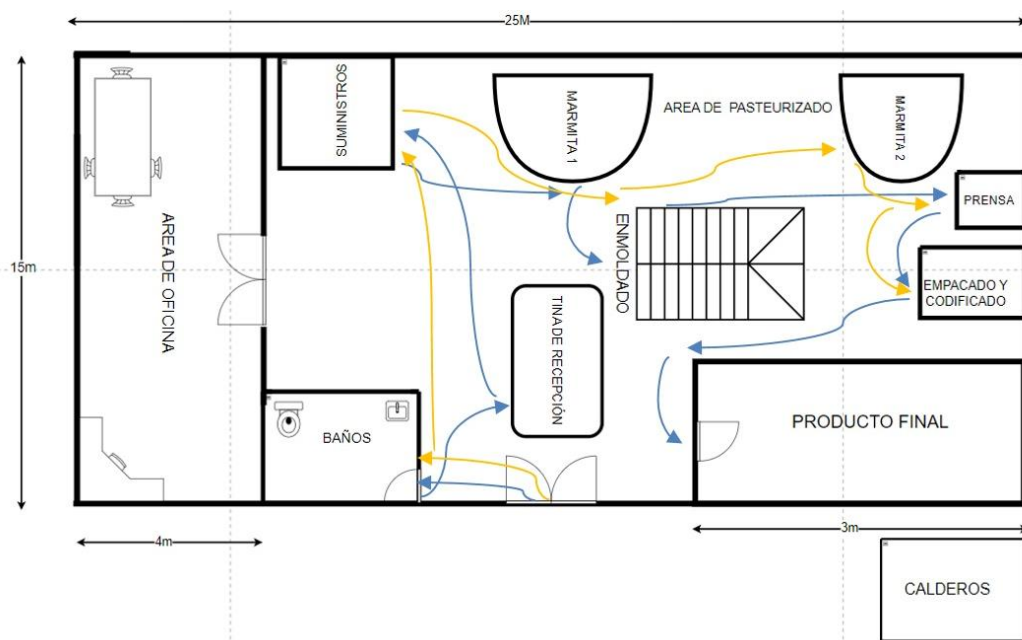 25M
SUMINISTROS
MARMITA 1
AREA DE PASTEURIZADO
MARMITA 2
PRENSA
15m
AREA DE OFICINA
ENMOLDADO
EMPACADO Y
CODIFICADO
TINA DE RECEPCIÓN
BAÑOS
PRODUCTO FINAL
4m
3m
CALDEROS